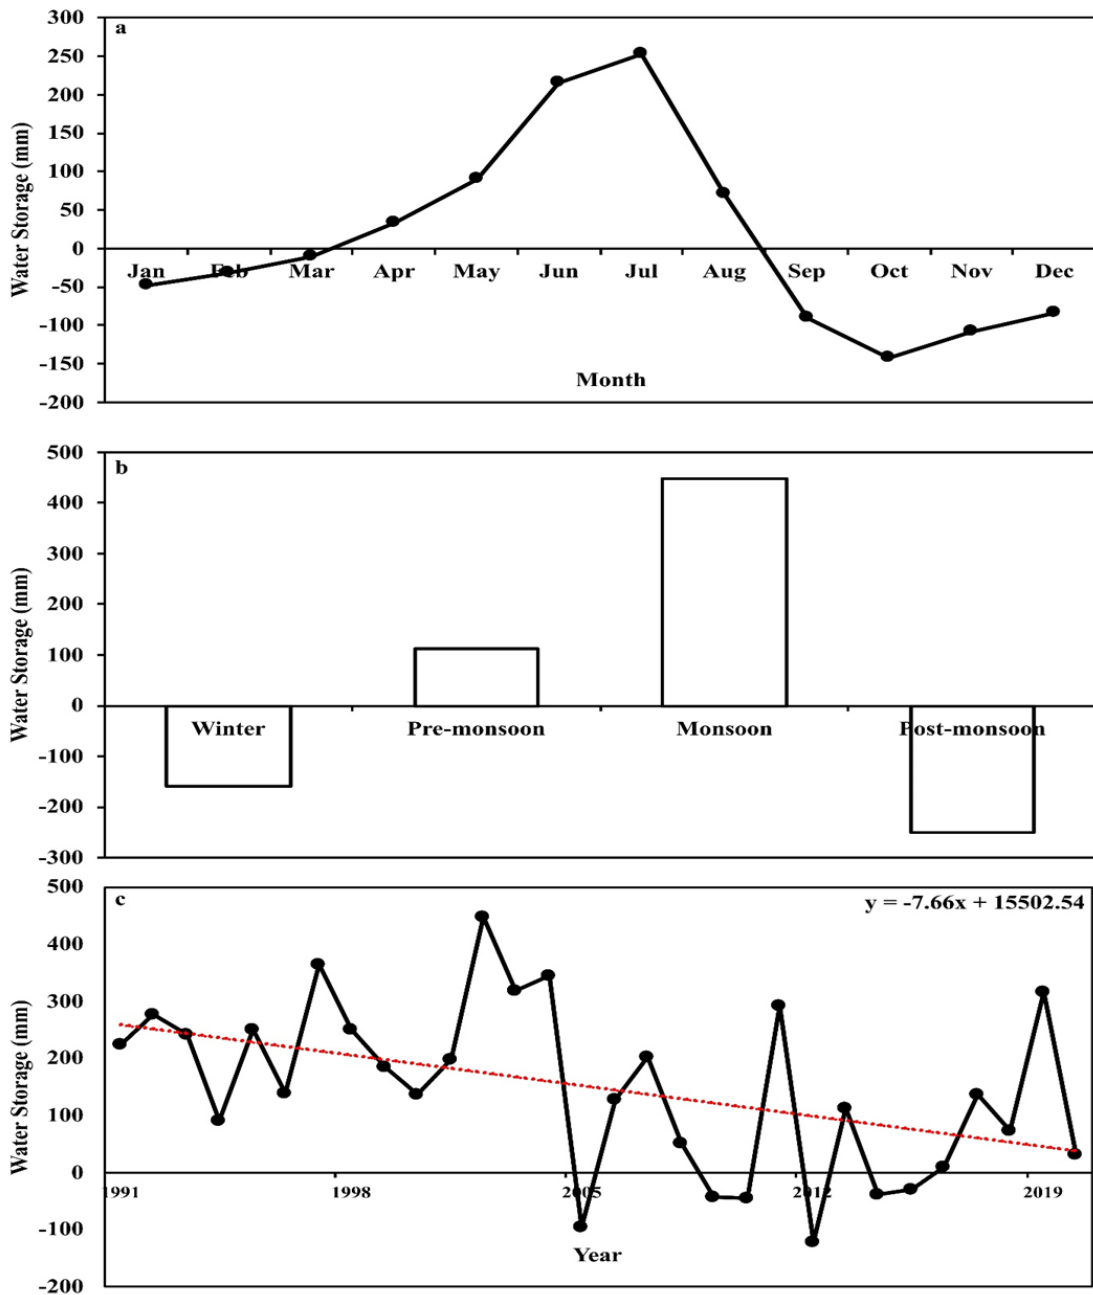 a
300
250
200
150
100
50
0
-50
-100
-150
-200
Water Storage (mm)
Jan Feb Mar Apr May Jun Jul Aug Sep Oct Nov Dec
Month
b
500
400
300
200
100
0
-100
-200
-300
Water Storage (mm)
Winter Pre-monsoon Monsoon Post-monsoon
c
y = -7.66x + 15502.54
500
400
300
200
100
0
-100
-200
Water Storage (mm)
1991 1998 2005 2012 2019
Year